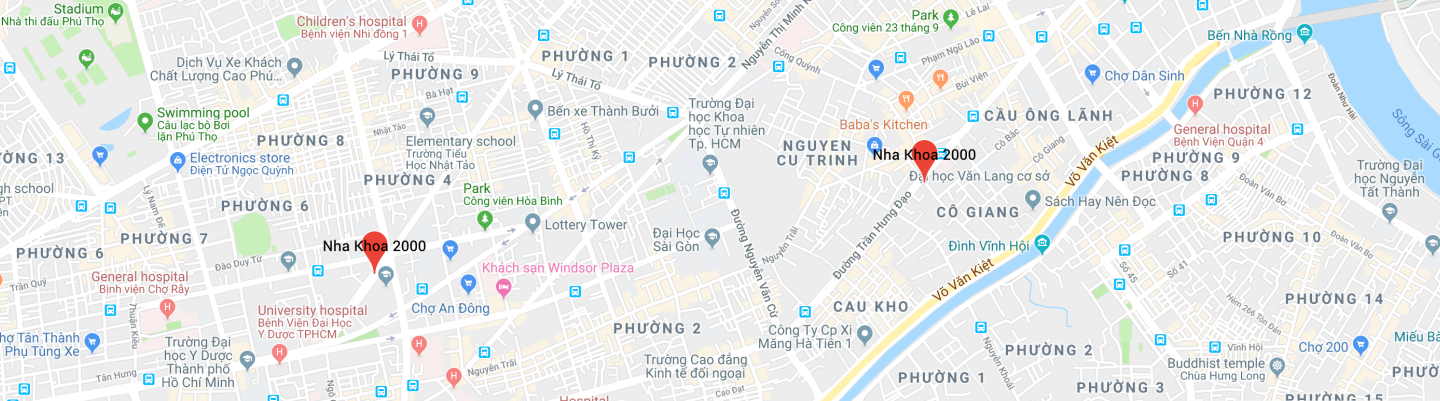 Stadium
Nhà thi đấu Phú Thọ
Children's hospital
Bệnh viện Nhi đồng 1
Lý Thái Tổ
Dịch Vụ Xe Khách
Chất Lượng Cao Phú...
PHƯỜNG 9
PHƯỜNG 1
PHƯỜNG 2
Lý Thái Tổ
Nguyễn Thị Minh K
Cống Quỳnh
Park
Công viên 23 tháng 9
Lê Lai
Phạm Ngũ Lão
Bùi Viện
Bến Nhà Rồng
Chợ Dân Sinh
PHƯỜNG 12
Đoàn Như Hài
Sông Sài Gò
Bà Hạt
Bến xe Thành Bưởi
Hồ Thị Kỷ
Swimming pool
Câu lạc bộ Bơi
lặn Phú Thọ
PHƯỜNG 8
Nhật Tảo
Elementary school
Trường Tiểu
Học Nhật Tảo
Trường Đại
học Khoa
học Tự nhiên
Tp. HCM
NGUYEN
CU TRINH
Baba's Kitchen
Nha Khoa 2000
Đại học Văn Lang cơ sở
CẦU ÔNG LÃNH
Cô Bắc
Cô Giang
Võ Văn Kiệt
General hospital
Bệnh viện Quận 4
PHƯỜNG 9
PHƯỜNG 8
Trường Đại
học Nguyễn
Tất Thành
PHƯỜNG 13
Electronics store
Điện Tử Ngọc Quỳnh
PHƯỜNG 4
gh school
PHƯỜNG 6
Park
Công viên Hòa Bình
Lottery Tower
Đại Học
Sài Gòn
Đường Nguyễn Văn Cừ
Nguyễn Trãi
Đường Trần Hưng Đạo
CÔ GIANG
Sách Hay Nên Đọc
Đình Vĩnh Hội
PHƯỜNG 10
Đoàn Văn Bơ
Đoàn Văn Bơ
PHƯỜNG 7
PHƯỜNG 6
Đào Duy Từ
Nha Khoa 2000
Khách sạn Windsor Plaza
Chợ An Đông
Trần Quý
General hospital
Bệnh viện Chợ Rẫy
Thuận Kiều
University hospital
Bệnh Viện Đại Học
Y Dược TPHCM
Võ Văn Kiệt
CAU KHO
Số 45
Số 41
Hẻm 266 Tôn Đản
PHƯỜNG 14
Chợ Tân Thành
Phụ Tùng Xe
Trường Đại
học Y Dược
Thành phố
Hồ Chí Minh
Tân Hưng
Nguyễn Trãi
PHƯỜNG 2
Trường Cao đẳng
Kinh tế đối ngoại
Cao Đạt
Hospital
Công Ty Cp Xi
Măng Hà Tiên 1
PHƯỜNG 1
Nguyễn Khoái
PHƯỜNG 2
PHƯỜNG 3
Vĩnh Hội
Buddhist temple
Chùa Hưng Long
Chợ 200
Miếu Bà
PHƯỜNG 15